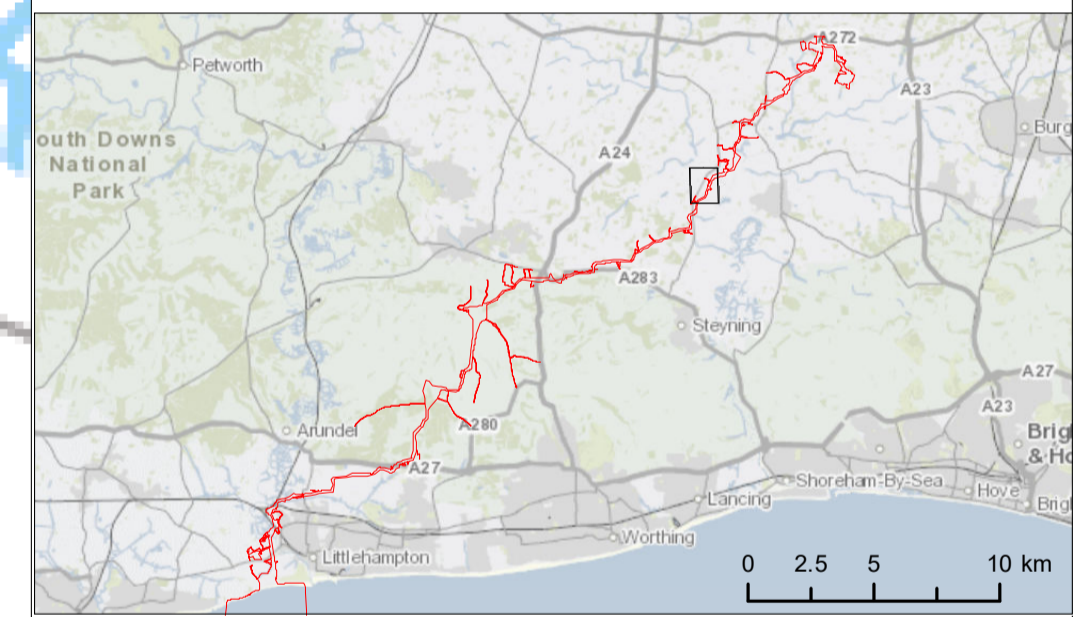 A272
Petworth
A23
Burg
outh Downs
National
Park
A24
A283
Steyning
A27
A23
Arundel
A280
Brig
& Ho
A27
Shoreham-By-Sea
Hove
Lancing
Brig
Worthing
Littlehampton
0 2.5 5 10 km